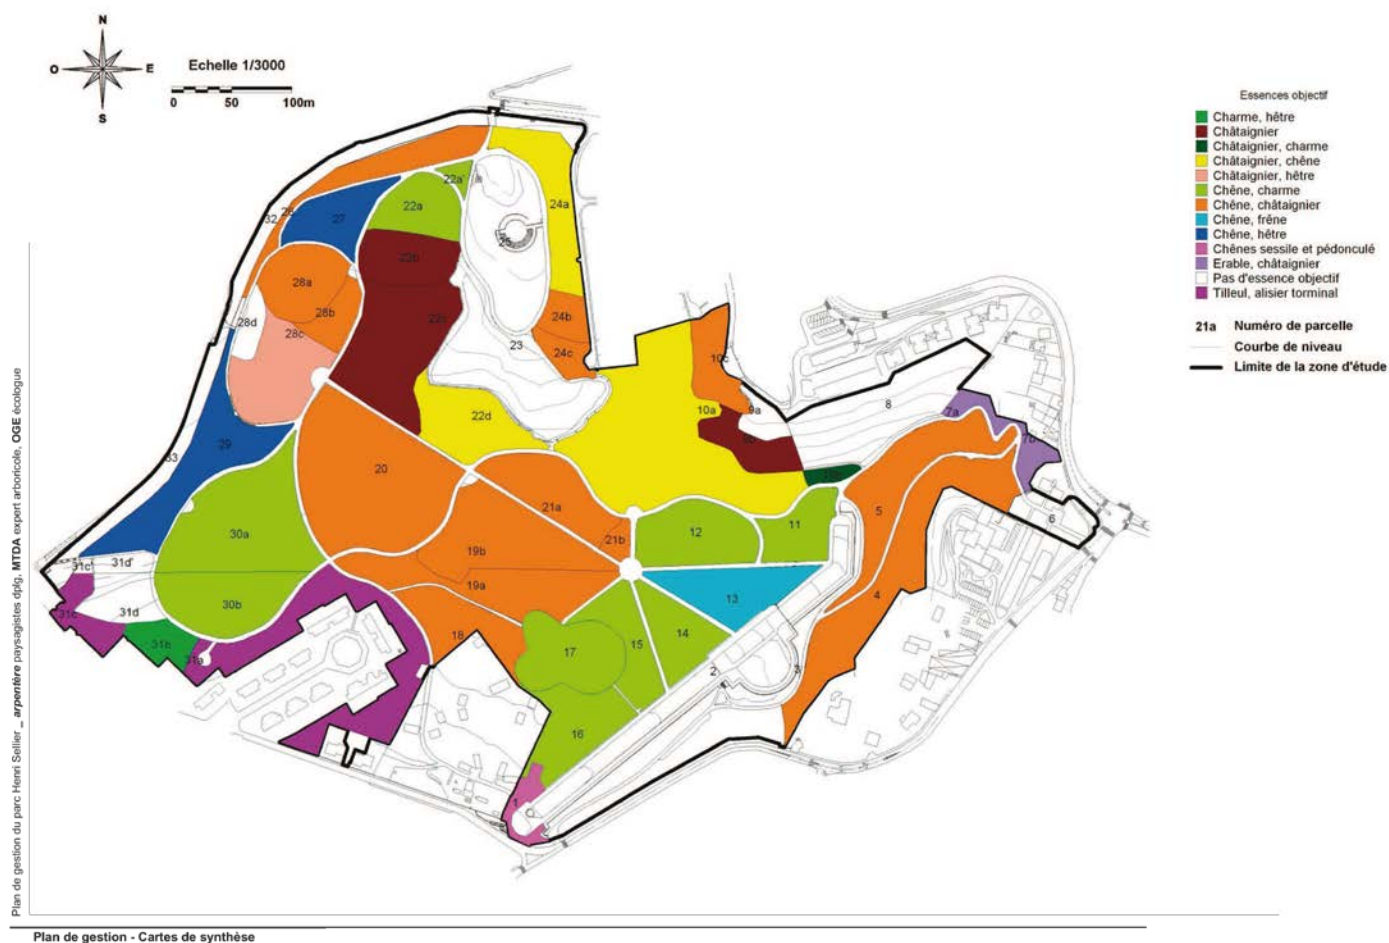 N
O
E
S
Echelle 1/3000
0 50 100m
Essences objectif
Charme, hêtre
Châtaignier
Châtaignier, charme
Châtaignier, chêne
Châtaignier, hêtre
Chêne, charme
Chêne, châtaignier
Chêne, frêne
Chêne, hêtre
Chênes sessile et pédonculé
Erable, châtaignier
Pas d'essence objectif
Tilleul, alisier torminal
21a Numéro de parcelle
Courbe de niveau
Limite de la zone d'étude
22a'
22a
24a
32
26
27
25
22b
28a
28b
24b
28d
28c
23
24c
10c
8
7a
10a
9a
22d
9b
7b
29
33
20
21a
5
6
12
11
30a
21b
19b
31c'
31d'
19a
13
4
31c
31d
30b
14
18
15
31b
31a
17
2
3
16
1
Plan de gestion du parc Henri Sellier _ arpentère paysagistes dplg, MTDA expert arboricole, OGE écologue
Plan de gestion - Cartes de synthèse